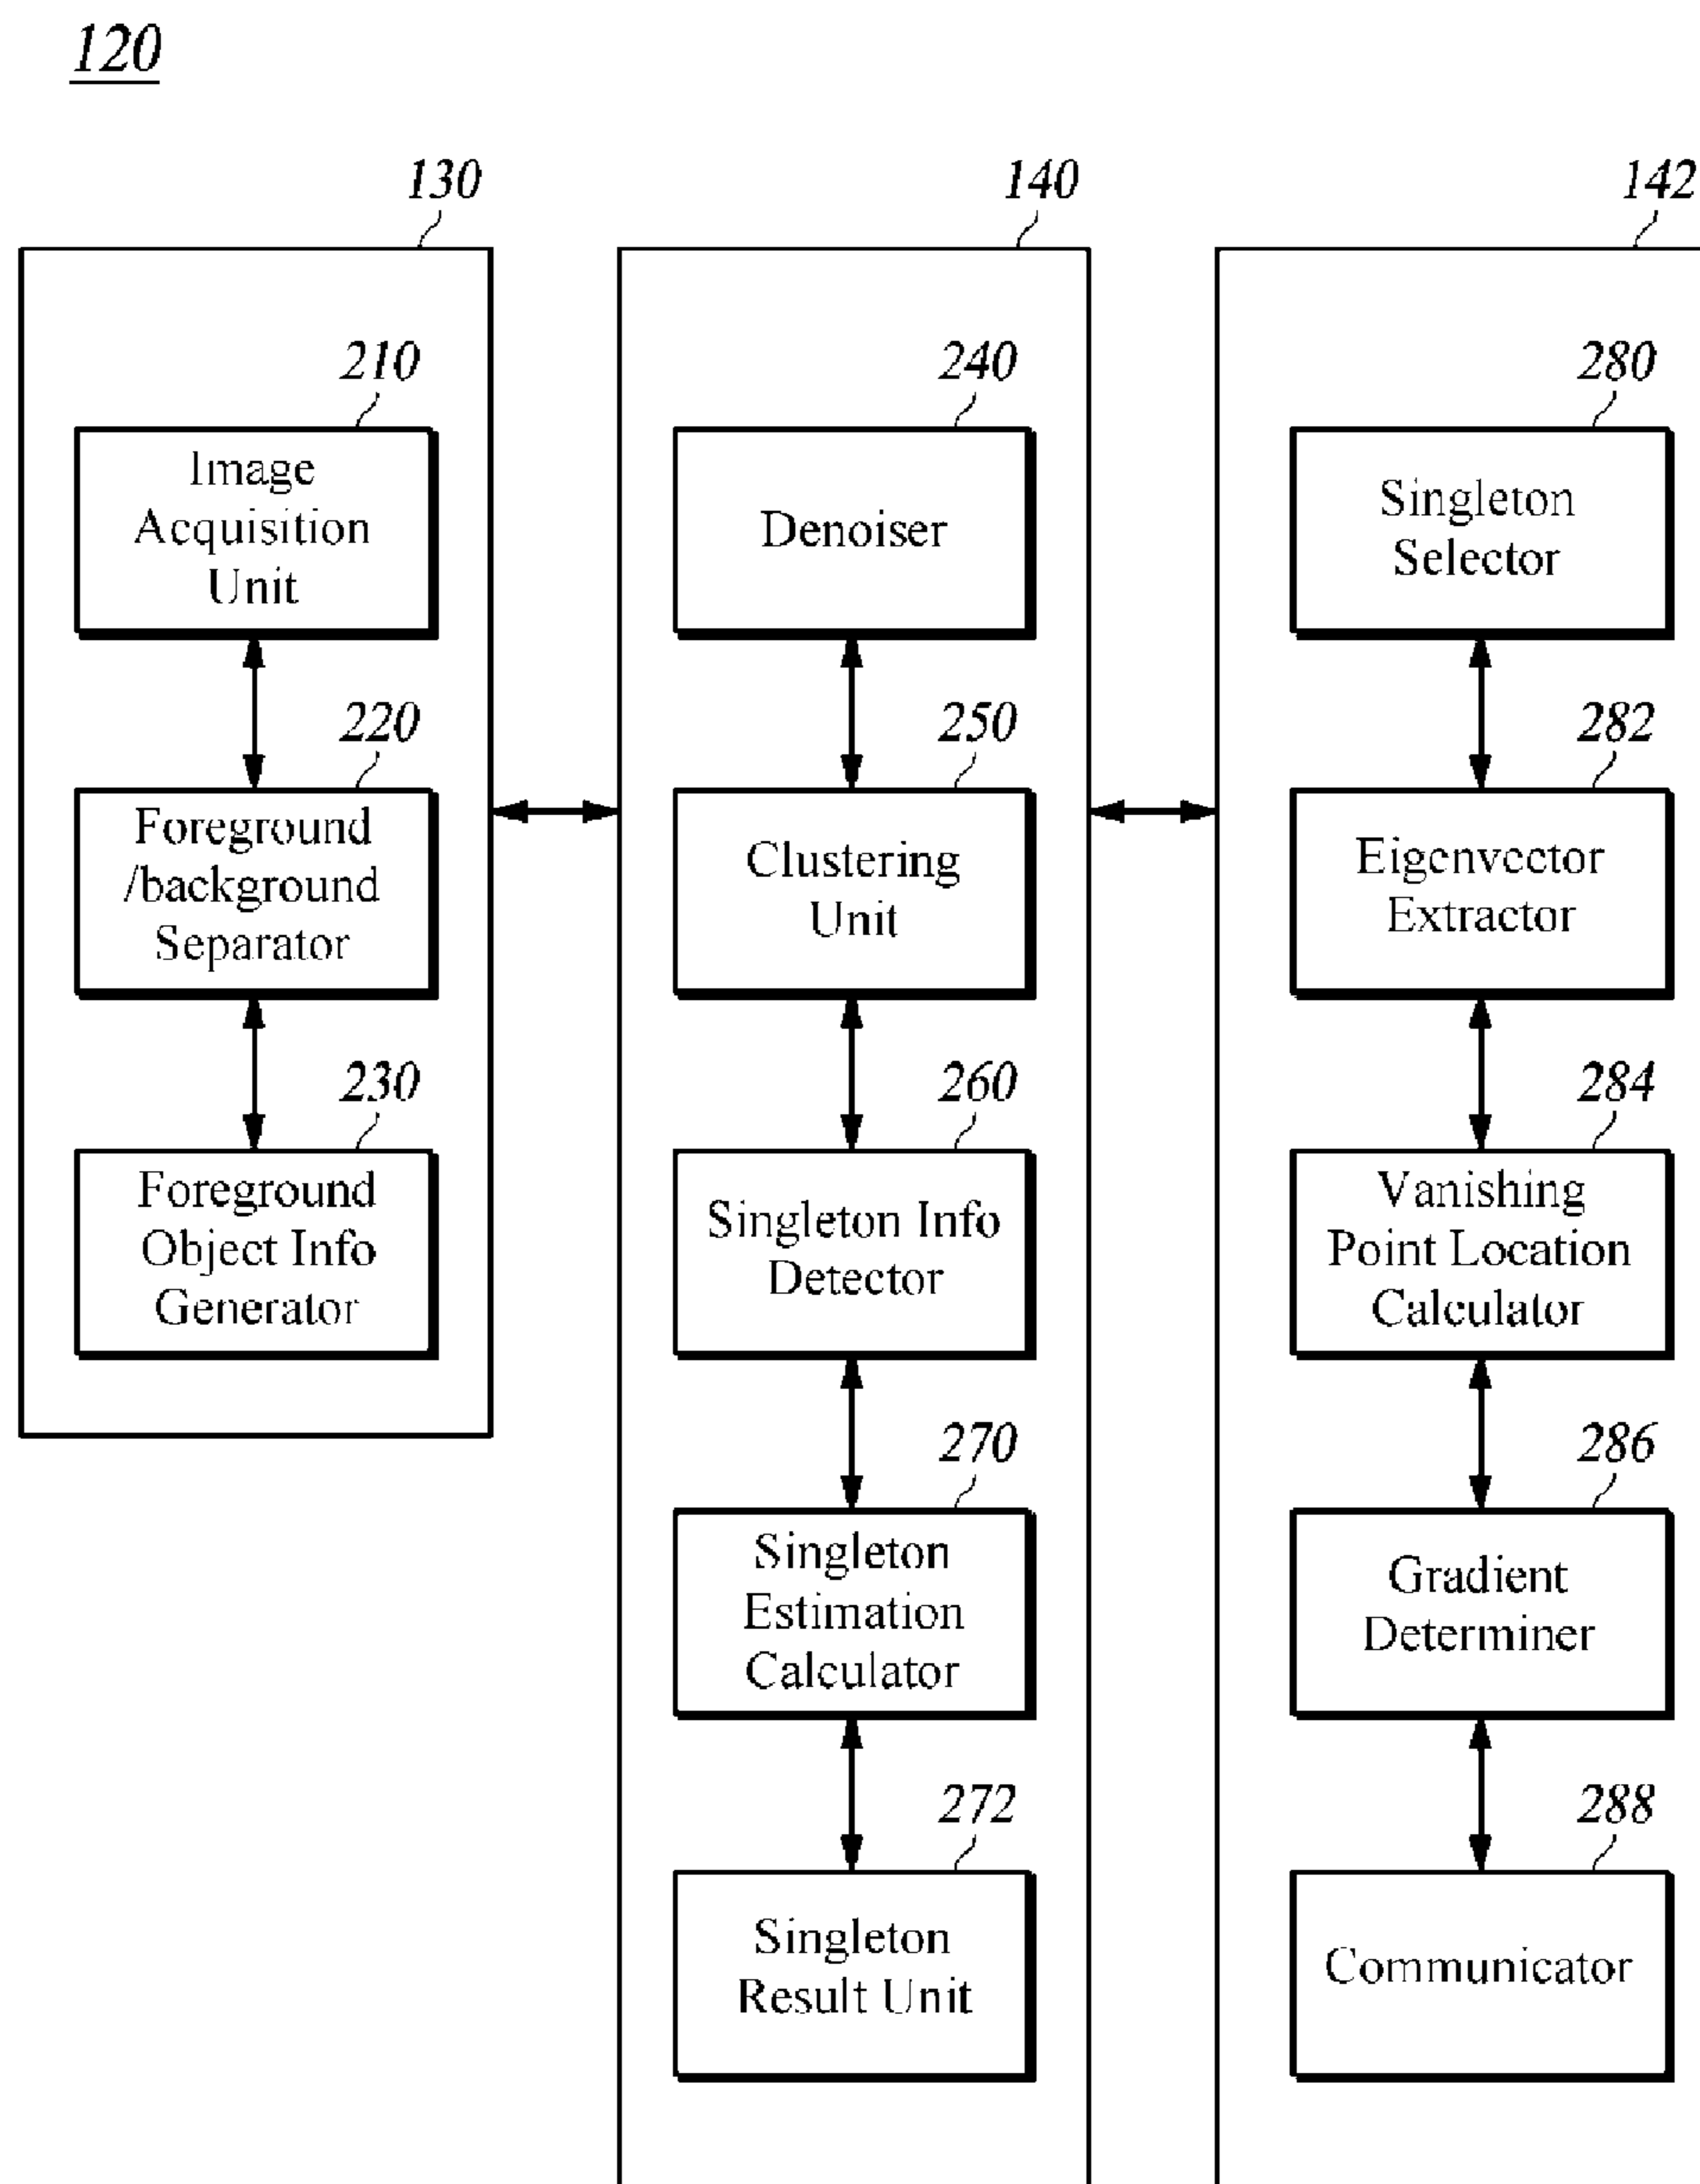 120
130
140
142
210
Image
Acquisition
Unit
220
Foreground
/background
Separator
230
Foreground
Object Info
Generator
240
Denoiser
250
Clustering
Unit
260
Singleton Info
Detector
270
Singleton
Estimation
Calculator
272
Singleton
Result Unit
280
Singleton
Selector
282
Eigenvector
Extractor
284
Vanishing
Point Location
Calculator
286
Gradient
Determiner
288
Communicator